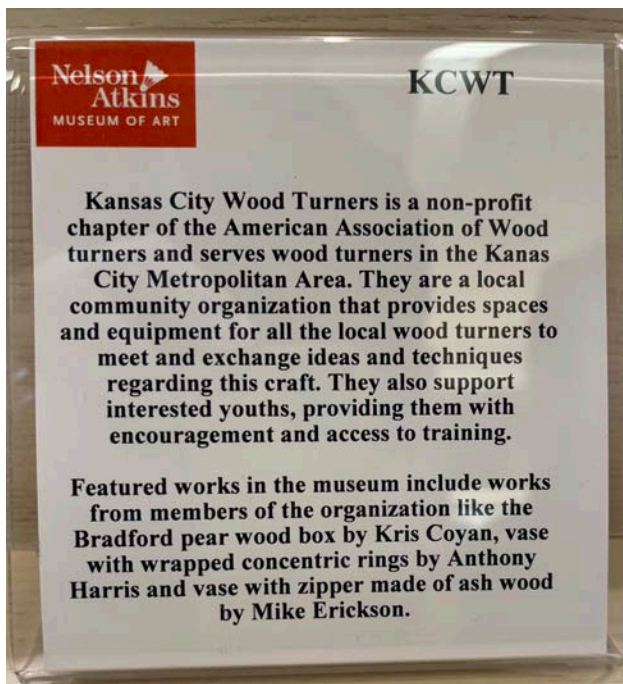 Nelson
Atkins
MUSEUM OF ART
KCWT
Kansas City Wood Turners is a non-profit
chapter of the American Association of Wood
turners and serves wood turners in the Kanas
City Metropolitan Area. They are a local
community organization that provides spaces
and equipment for all the local wood turners to
meet and exchange ideas and techniques
regarding this craft. They also support
interested youths, providing them with
encouragement and access to training.
Featured works in the museum include works
from members of the organization like the
Bradford pear wood box by Kris Coyan, vase
with wrapped concentric rings by Anthony
Harris and vase with zipper made of ash wood
by Mike Erickson.